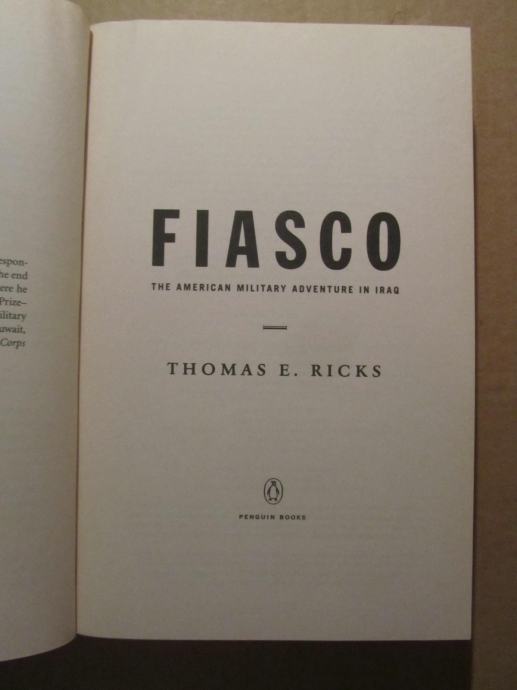 espon-
he end
ere he
Prize–
ilitary
uwait,
Corps
FIASCO
THE AMERICAN MILITARY ADVENTURE IN IRAQ
THOMAS E. RICKS
PENGUIN BOOKS